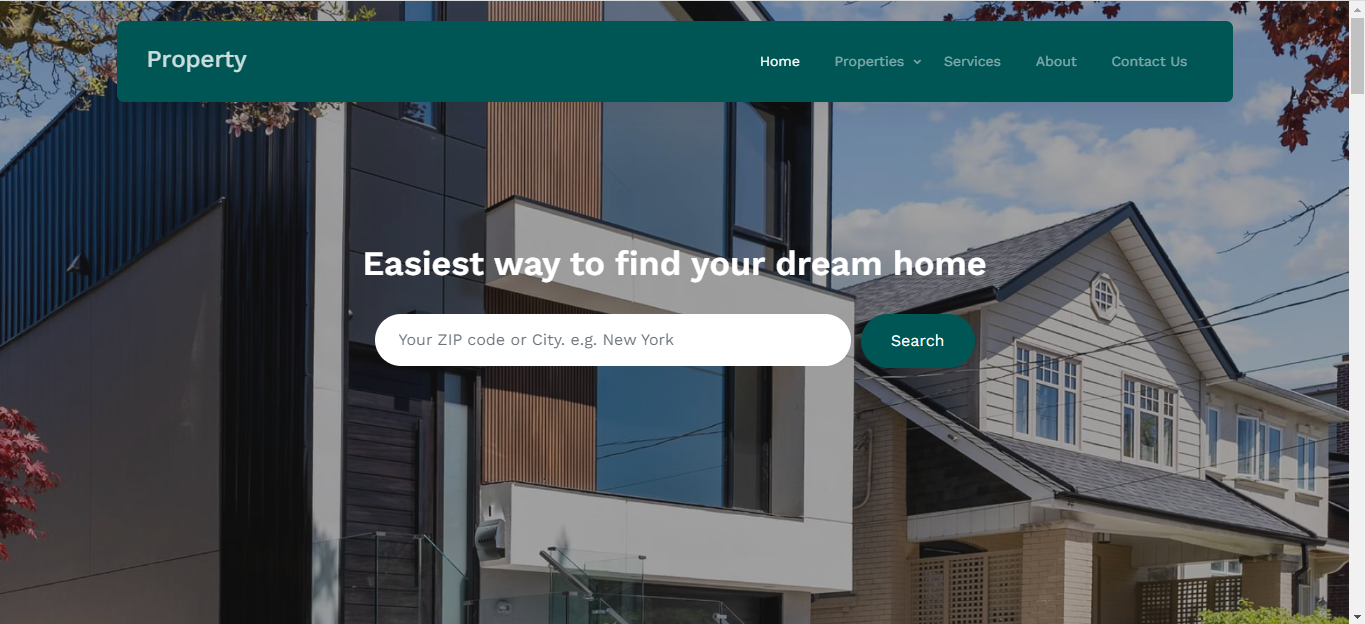 Property
Home Properties Services About Contact Us
Easiest way to find your dream home
Your ZIP code or City. e.g. New York
Search